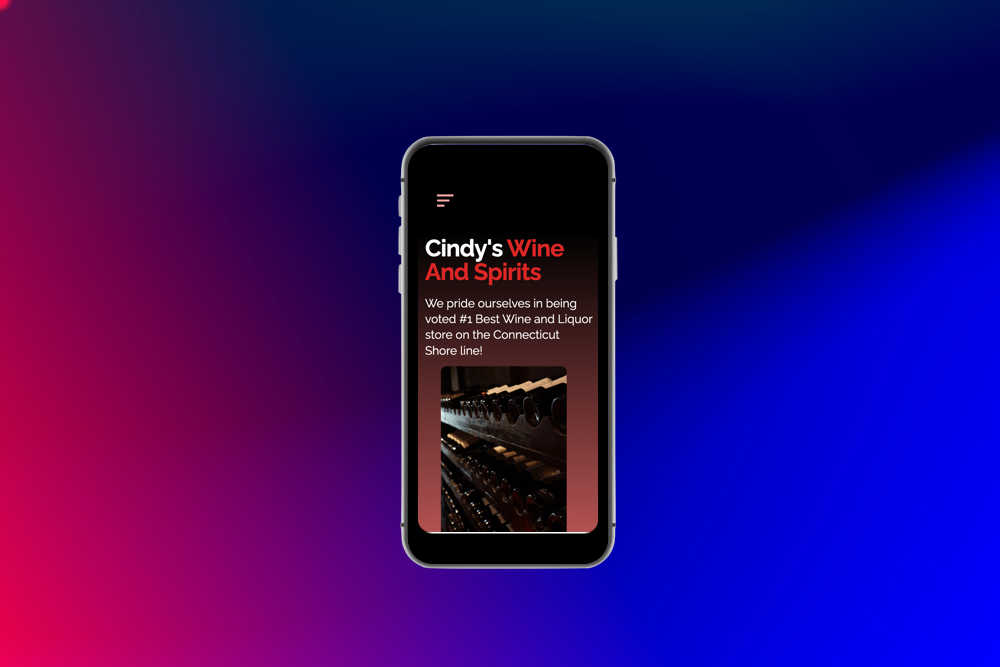 Cindy's Wine
And Spirits
We pride ourselves in being
voted #1 Best Wine and Liquor
store on the Connecticut
Shore line!